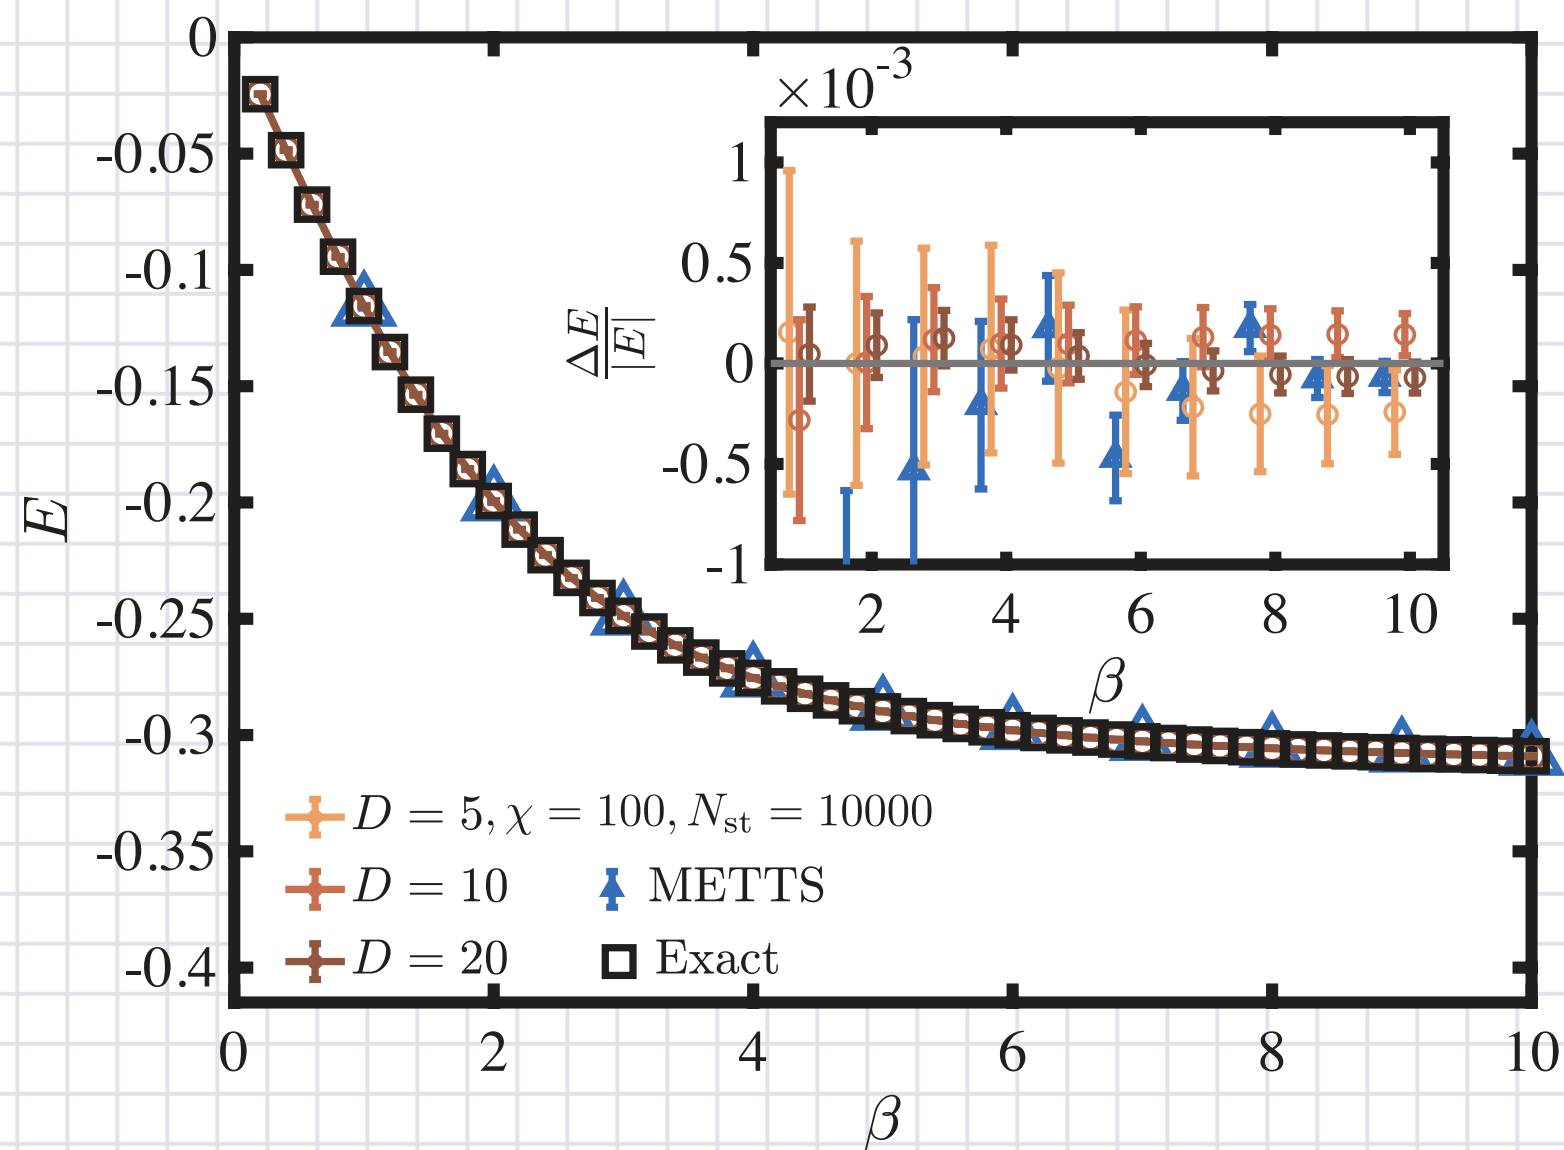 0
-0.05
-0.1
-0.15
-0.2
-0.25
-0.3
-0.35
-0.4
E
0 2 4 6 8 10
β
×10^-3
1
0.5
0
-0.5
-1
ΔE
|E|
2 4 6 8 10
β
D = 5, χ = 100, N_st = 10000
D = 10
METTS
D = 20
Exact